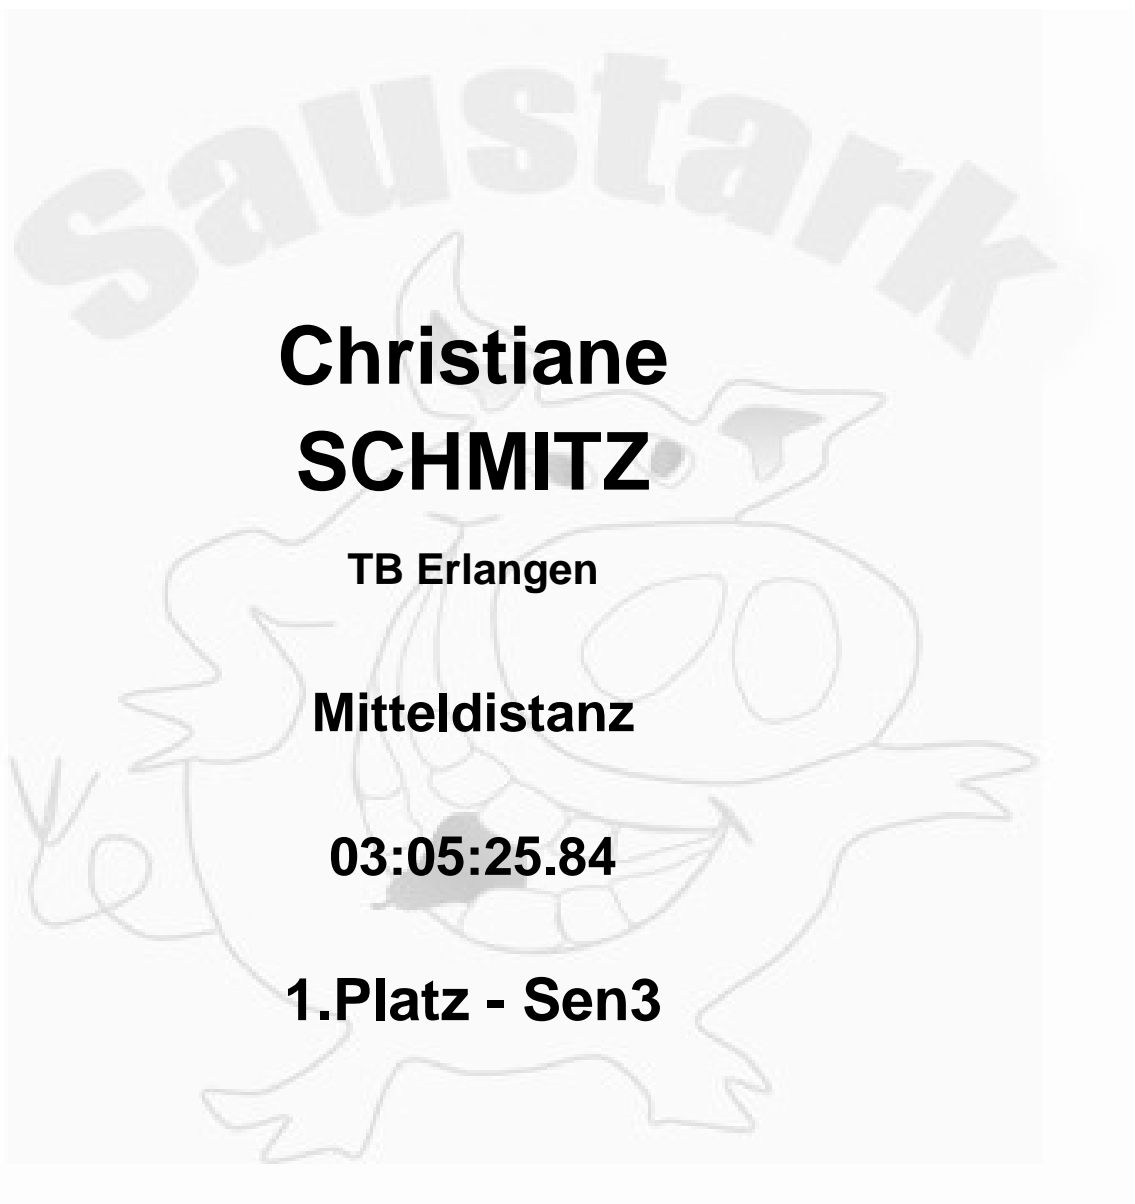 Saustark
Christiane
SCHMITZ
TB Erlangen
Mitteldistanz
03:05:25.84
1.Platz - Sen3